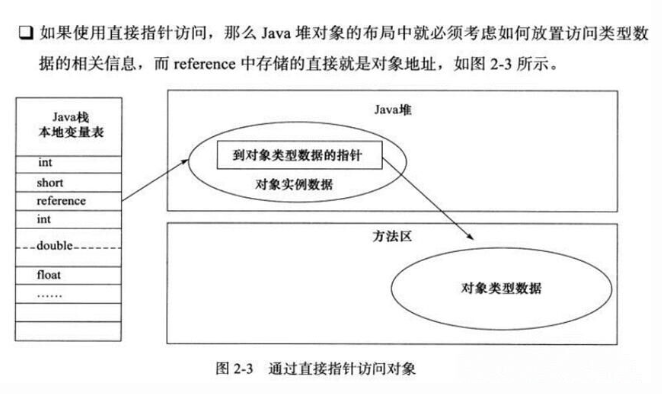 ❑ 如果使用直接指针访问，那么 Java 堆对象的布局中就必须考虑如何放置访问类型数
据的相关信息，而 reference 中存储的直接就是对象地址，如图 2-3 所示。
Java栈
本地变量表
int
short
reference
int
double
float
……
Java堆
到对象类型数据的指针
对象实例数据
方法区
对象类型数据
图 2-3 通过直接指针访问对象